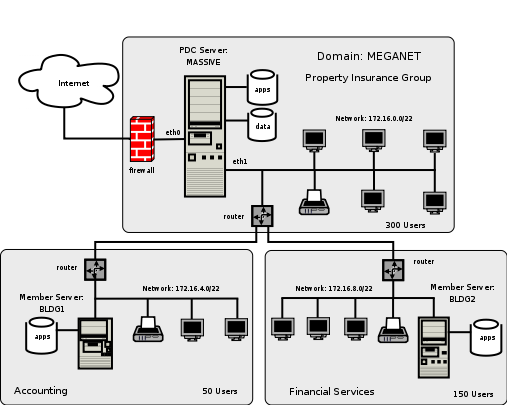 PDC Server:
MASSIVE
Domain: MEGANET
Property Insurance Group
Internet
apps
data
Network: 172.16.0.0/22
eth0
eth1
firewall
router
300 Users
router
router
Network: 172.16.4.0/22
Member Server:
BLDG1
apps
Accounting
50 Users
Network: 172.16.8.0/22
Member Server:
BLDG2
apps
Financial Services
150 Users